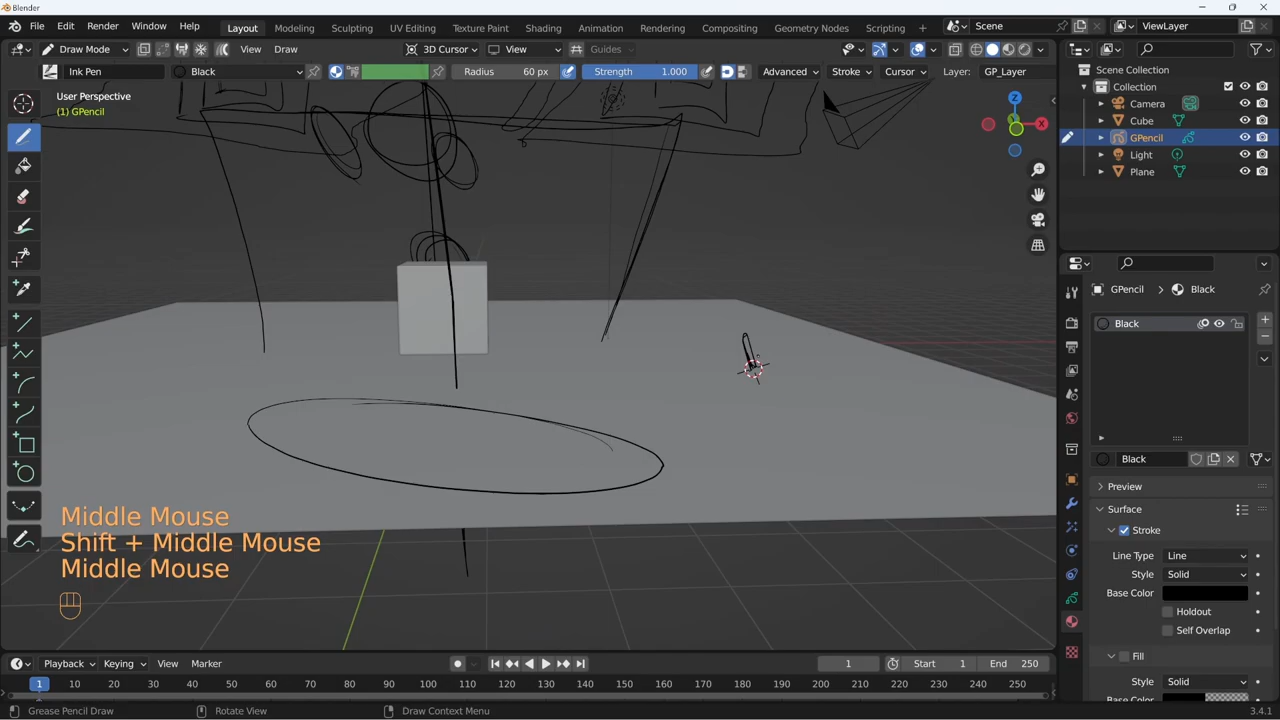 Blender
File Edit Render Window Help Layout Modeling Sculpting UV Editing Texture Paint Shading Animation Rendering Compositing Geometry Nodes Scripting Scene ViewLayer
Draw Mode View Draw 3D Cursor View Guides
Ink Pen Black Radius 60 px Strength 1.000 Advanced Stroke Cursor Layer: GP_Layer
User Perspective
(1) GPencil
Z
X
Scene Collection
Collection
Camera
Cube
GPencil
Light
Plane
GPencil Black
Black
Black
Preview
Surface
Stroke
Line Type Line
Style Solid
Base Color
Holdout
Self Overlap
Fill
Style Solid
Base Color
Middle Mouse
Shift + Middle Mouse
Middle Mouse
Playback Keying View Marker 1 Start 1 End 250
1 10 20 30 40 50 60 70 80 90 100 110 120 130 140 150 160 170 180 190 200 210 220 230 240 250
Grease Pencil Draw Rotate View Draw Context Menu 3.4.1